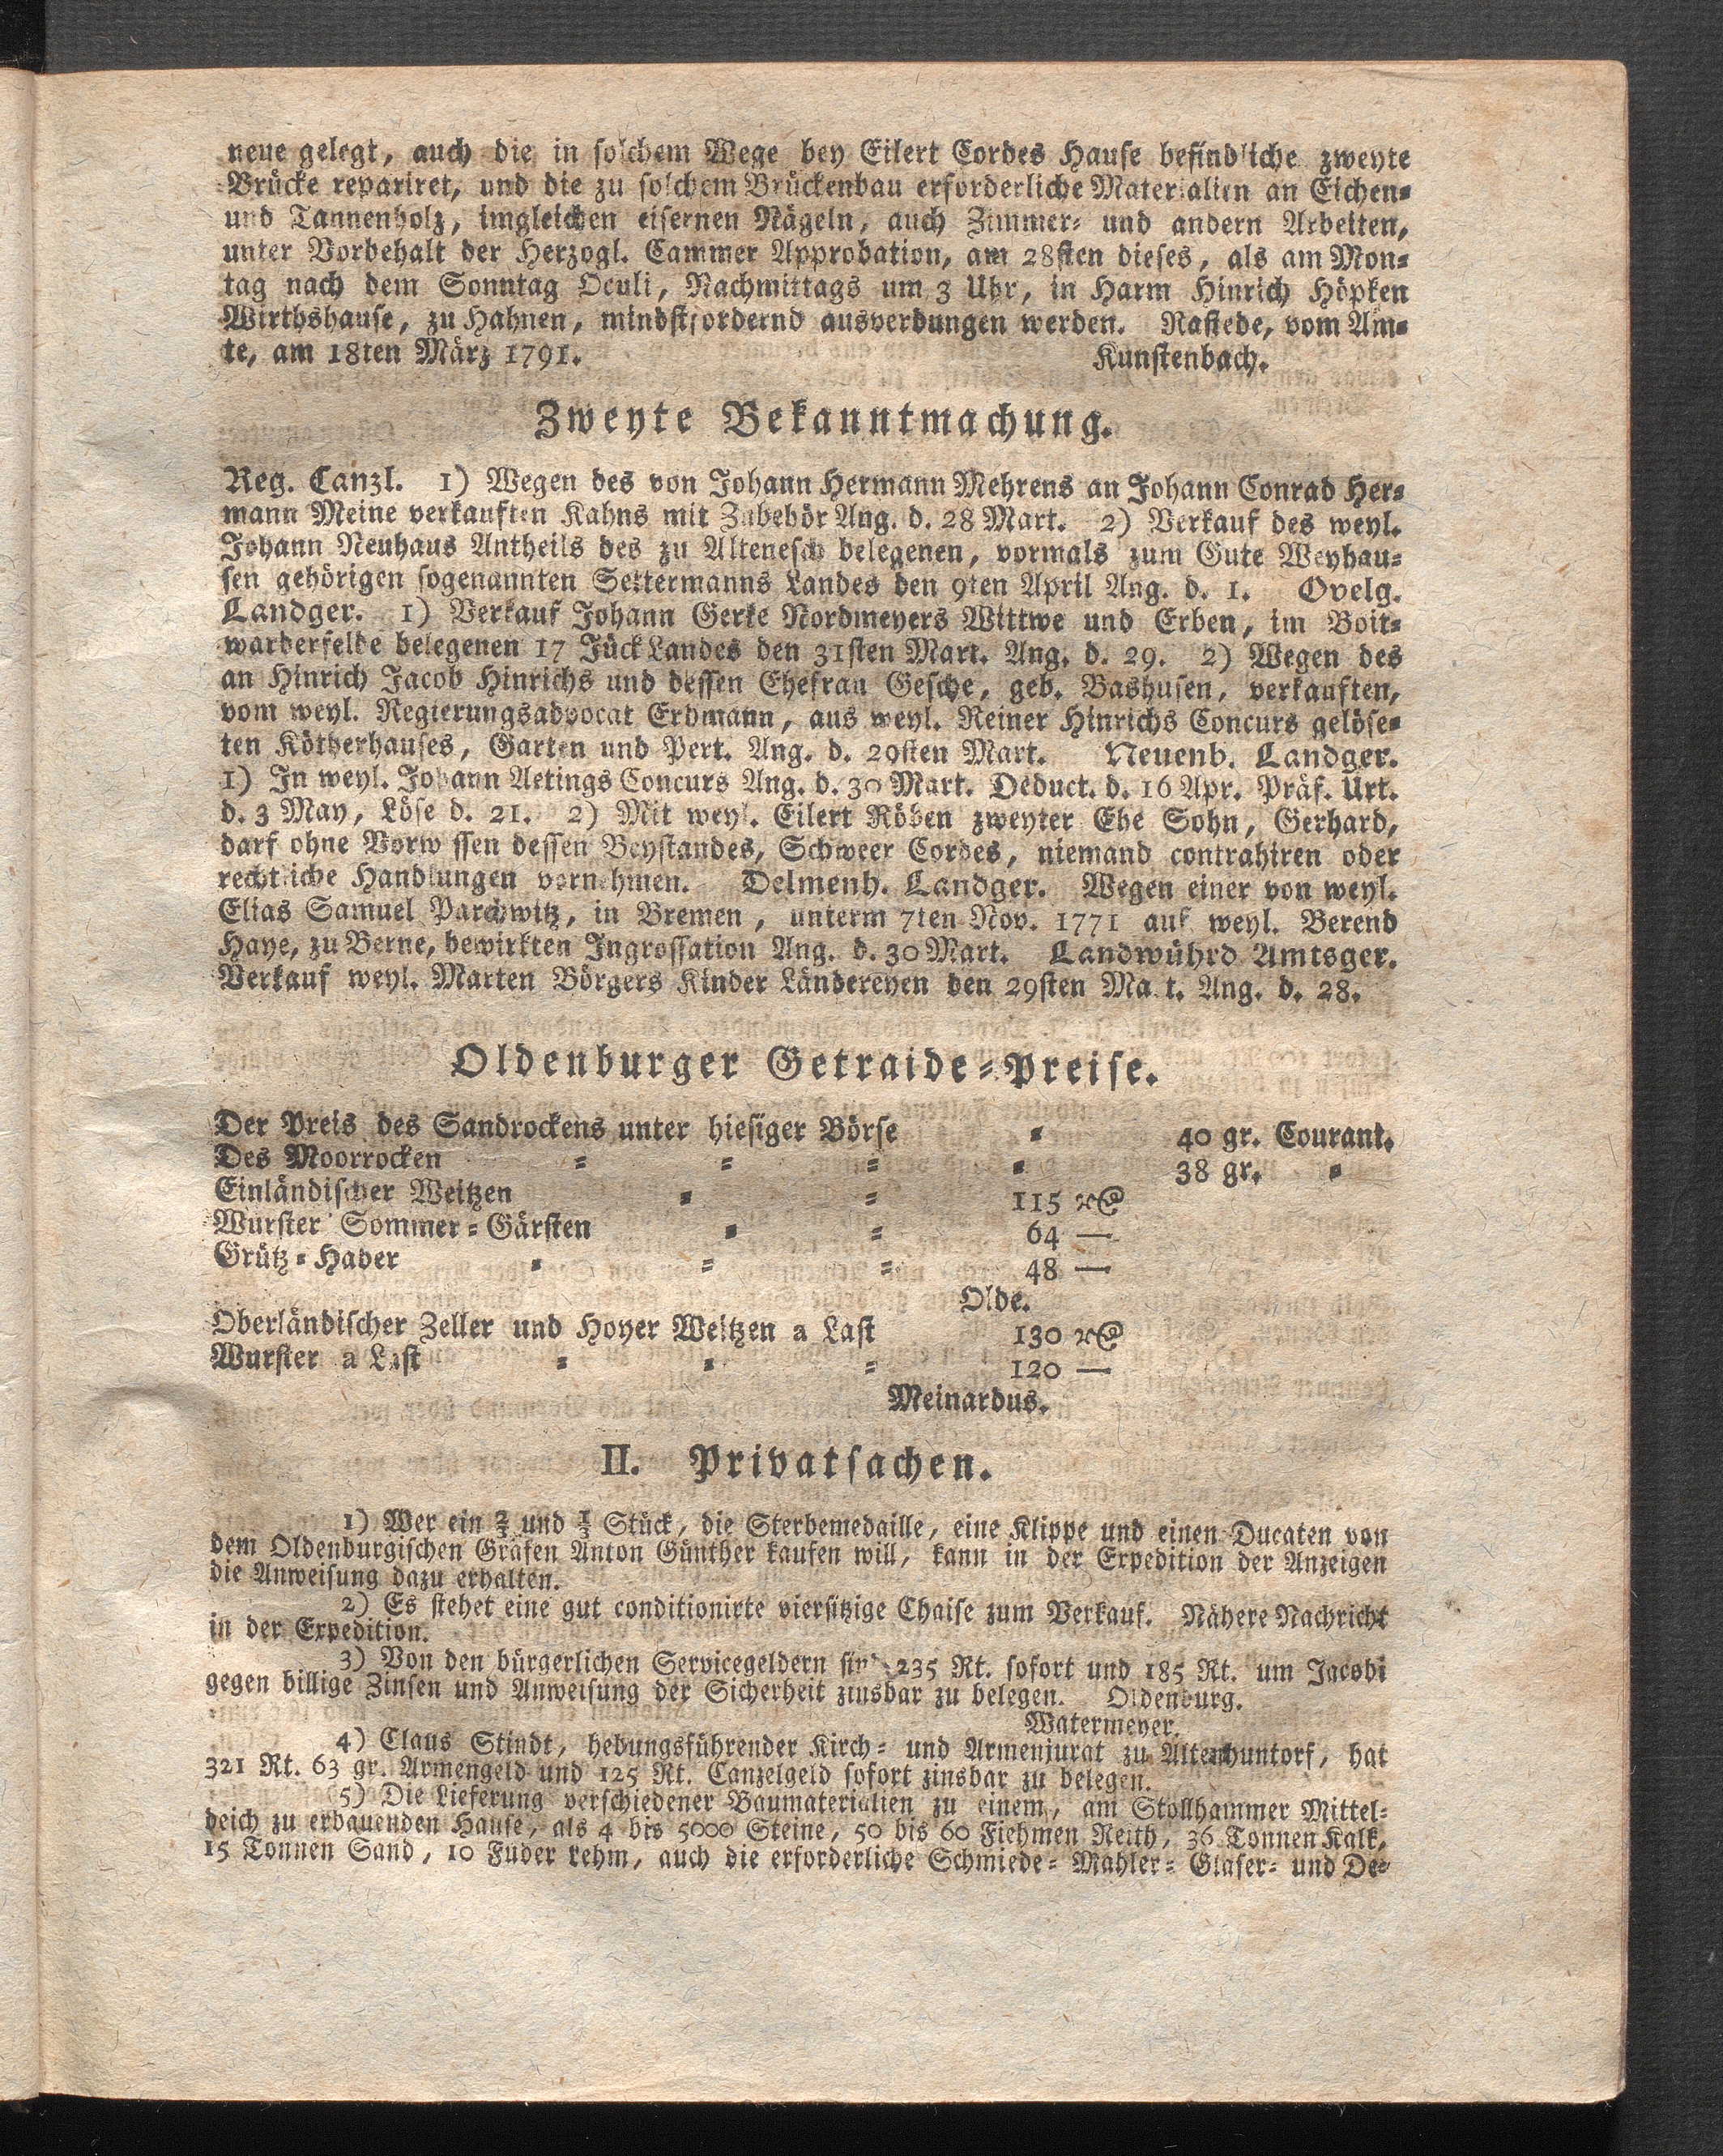 neue gelegt, auch die in solchem Wege bey Eilert Cordes Hause befindliche zweyte
Brücke repariret, und die zu solchem Brückenbau erforderliche Materialien an Eichen=
und Tannenholz, imgleichen eisernen Nägeln, auch Zimmer= und andern Arbeiten,
unter Vorbehalt der Herzogl. Cammer Approbation, am 28sten dieses, als am Mon=
tag nach dem Sonntag Oculi, Nachmittags um 3 Uhr, in Harm Hinrich Höpken
Wirthshause, zu Hahnen, mindstfordernd ausverdungen werden. Rastede, vom Am=
te, am 18ten März 1791. Kunstenbach.
Zweyte Bekanntmachung.
Reg. Canzl. 1) Wegen des von Johann Hermann Mehrens an Johann Conrad Her=
mann Meine verkauften Kahns mit Zubehör Ang. d. 28 Mart. 2) Verkauf des weyl.
Johann Neuhaus Antheils des zu Altenesch belegenen, vormals zum Gute Weyhau=
sen gehörigen sogenannten Settermanns Landes den 9ten April Ang. d. 1. Ovelg.
Landger. 1) Verkauf Johann Gerke Nordmeyers Wittwe und Erben, im Boit=
warderfelde belegenen 17 Jück Landes den 31sten Mart. Ang. d. 29. 2) Wegen des
an Hinrich Jacob Hinrichs und dessen Ehefrau Gesche, geb. Bashusen, verkauften,
vom weyl. Regierungsadvocat Erdmann, aus weyl. Reiner Hinrichs Concurs gelöse=
ten Kötherhauses, Garten und Pert. Ang. d. 29sten Mart. Neuenb. Landger.
1) In weyl. Johann Aetings Concurs Ang. d. 30 Mart. Deduct. d. 16 Apr. Präf. Urt.
d. 3 May, Löse d. 21. 2) Mit weyl. Eilert Röben zweyter Ehe Sohn, Gerhard,
darf ohne Vorw ssen dessen Beystandes, Schweer Cordes, niemand contrahiren oder
rechtliche Handlungen vornehmen. Delmenh. Landger. Wegen einer von weyl.
Elias Samuel Parchwitz, in Bremen, unterm 7ten Nov. 1771 auf weyl. Berend
Haye, zu Berne, bewirkten Ingrossation Ang. d. 30 Mart. Landwührd Amtsger.
Verkauf weyl. Marten Börgers Kinder Ländereyen den 29sten Ma t. Ang. d. 28.
Oldenburger Getraide=Preise.
Der Preis des Sandrockens unter hiesiger Börse = 40 gr. Courant.
Des Moorrocken = = = = 38 gr. =
Einländischer Weitzen = = 115 Rthlr
Wurster Sommer=Gärsten = = 64 —
Grütz=Haber = = = 48 —
Olde.
Oberländischer Zeller und Hoyer Weitzen a Last 130 Rthlr
Wurster a Last = = = 120 —
Meinardus.
II. Privatsachen.
1) Wer ein 2/3 und 1/3 Stück, die Sterbemedaille, eine Klippe und einen Ducaten von
dem Oldenburgischen Grafen Anton Günther kaufen will, kann in der Expedition der Anzeigen
die Anweisung dazu erhalten.
2) Es stehet eine gut conditionirte viersitzige Chaise zum Verkauf. Nähere Nachricht
in der Expedition.
3) Von den bürgerlichen Servicegeldern sind 235 Rt. sofort und 185 Rt. um Jacobi
gegen billige Zinsen und Anweisung der Sicherheit zinsbar zu belegen. Oldenburg.
Watermeyer.
4) Claus Stindt, hebungsführender Kirch= und Armenjurat zu Altenhuntorf, hat
321 Rt. 63 gr. Armengeld und 125 Rt. Canzelgeld sofort zinsbar zu belegen.
5) Die Lieferung verschiedener Baumaterialien zu einem, am Stollhammer Mittel=
deich zu erbauenden Hause, als 4 bis 5000 Steine, 50 bis 60 Fiehmen Reith, 36 Tonnen Kalk,
15 Tonnen Sand, 10 Fuder Lehm, auch die erforderliche Schmiede= Mahler= Glaser= und De=